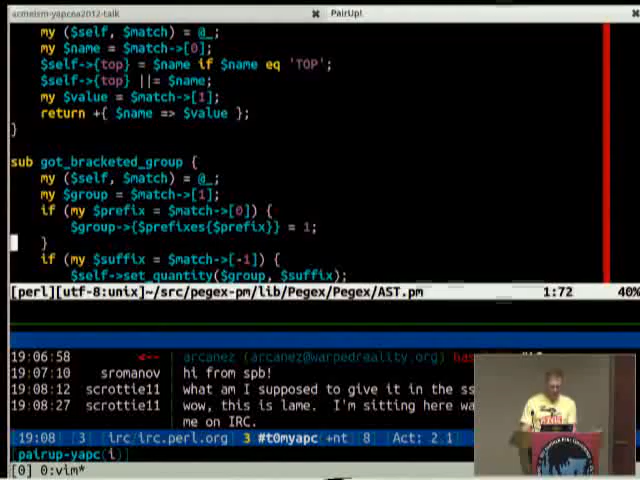 acmeism-yapcea2012-talk
PairUp!
my ($self, $match) = @_;
my $name = $match->[0];
$self->{top} = $name if $name eq 'TOP';
$self->{top} ||= $name;
my $value = $match->[1];
return +{ $name => $value };
}
sub got_bracketed_group {
my ($self, $match) = @_;
my $group = $match->[1];
if (my $prefix = $match->[0]) {
$group->{$prefixes{$prefix}} = 1;
}
if (my $suffix = $match->[-1]) {
$self->set_quantity($group, $suffix);
[perl][utf-8:unix]~/src/pegex-pm/lib/Pegex/Pegex/AST.pm 1:72 40%
19:06:58 <-- | arcanez (arcanez@warpedreality.org)
19:07:10 sromanov | hi from spb!
19:08:12 scrottie11 | what am I supposed to give it in the
19:08:27 scrottie11 | wow, this is lame. I'm sitting here
me on IRC.
19:08 | 3 | irc/irc.perl.org 3 #t0myapc +nt | 8 | Act: 2.1
pairup-yapc(i)
[0] 0:vim*